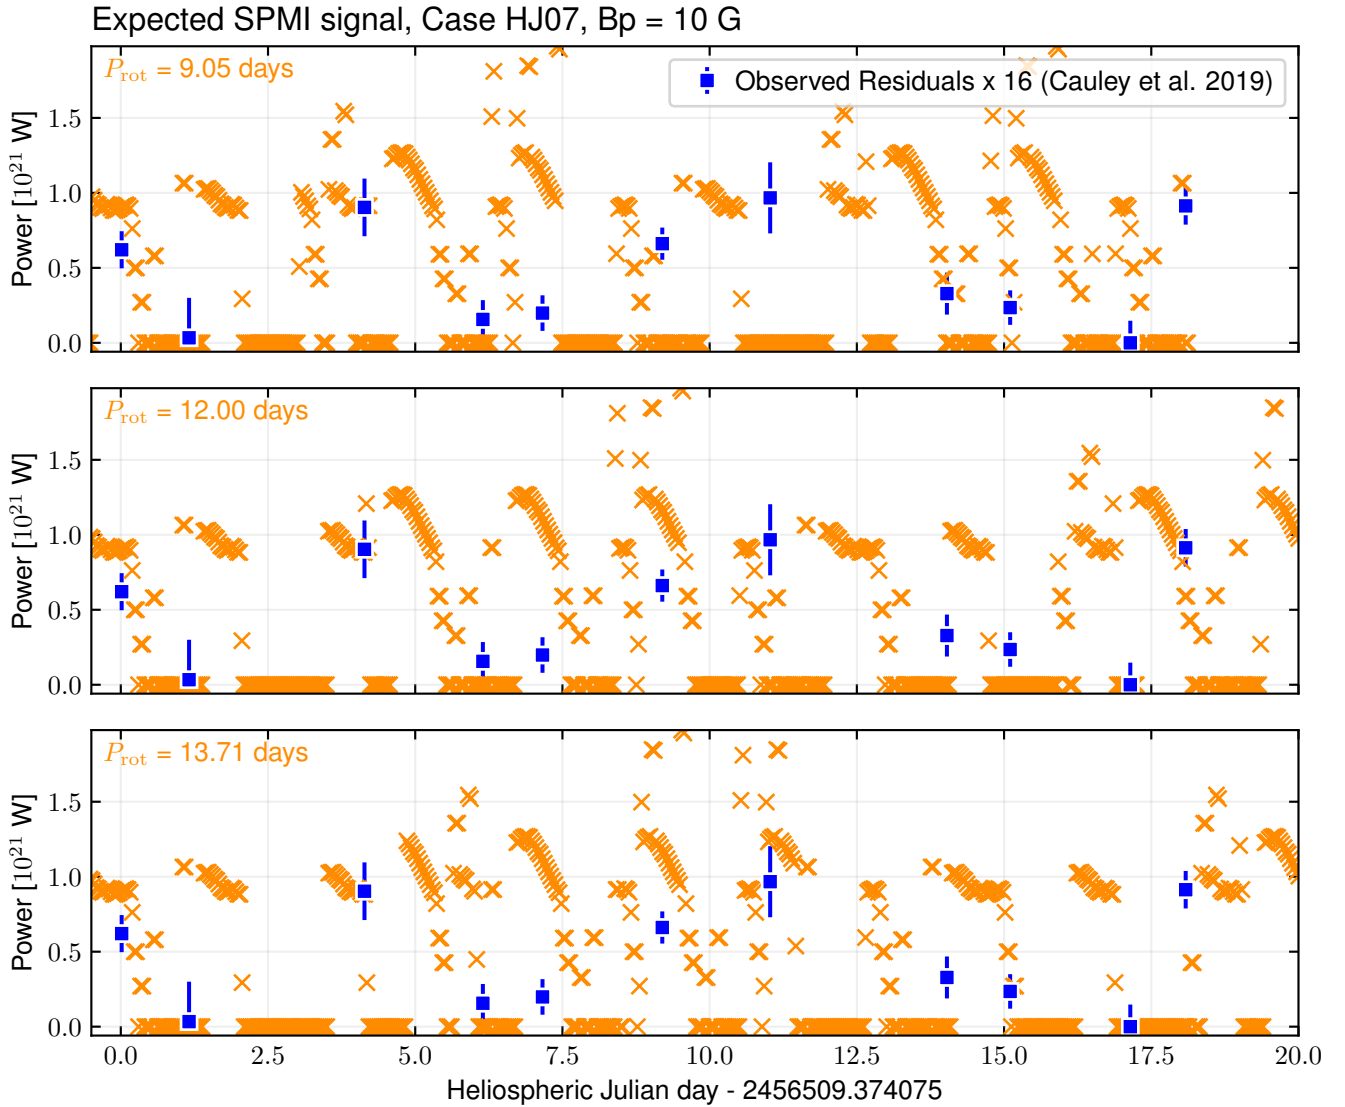 Expected SPMI signal, Case HJ07, Bp = 10 G
P_rot = 9.05 days
Observed Residuals x 16 (Cauley et al. 2019)
Power [10^21 W]
1.5
1.0
0.5
0.0
P_rot = 12.00 days
Power [10^21 W]
1.5
1.0
0.5
0.0
P_rot = 13.71 days
Power [10^21 W]
1.5
1.0
0.5
0.0
0.0 2.5 5.0 7.5 10.0 12.5 15.0 17.5 20.0
Heliospheric Julian day - 2456509.374075